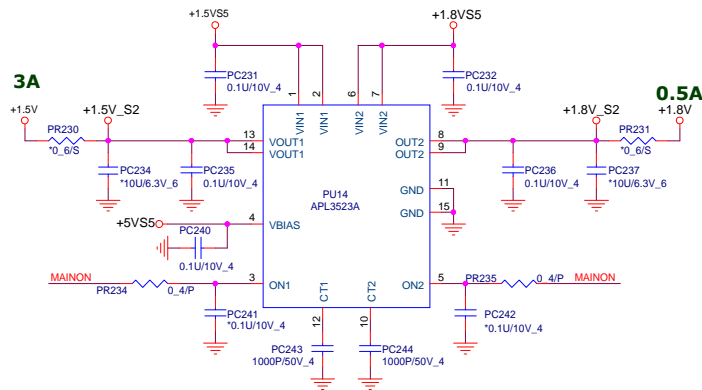 +1.5VS5
+1.8VS5
PC231
0.1U/10V_4
PC232
0.1U/10V_4
3A
0.5A
1
2
6
7
+1.5V
+1.5V_S2
+1.8V_S2
+1.8V
VIN1
VIN1
VIN2
VIN2
PR230
*0_6/S
PR231
*0_6/S
13
VOUT1
14
VOUT1
8
OUT2
9
OUT2
PC234
*10U/6.3V_6
PC235
0.1U/10V_4
PC236
0.1U/10V_4
PC237
*10U/6.3V_6
PU14
APL3523A
11
GND
15
GND
+5VS5
4
VBIAS
PC240
0.1U/10V_4
MAINON
PR234
0_4/P
3
ON1
5
ON2
PR235
0_4/P
MAINON
CT1
CT2
PC241
*0.1U/10V_4
PC242
*0.1U/10V_4
12
10
PC243
1000P/50V_4
PC244
1000P/50V_4